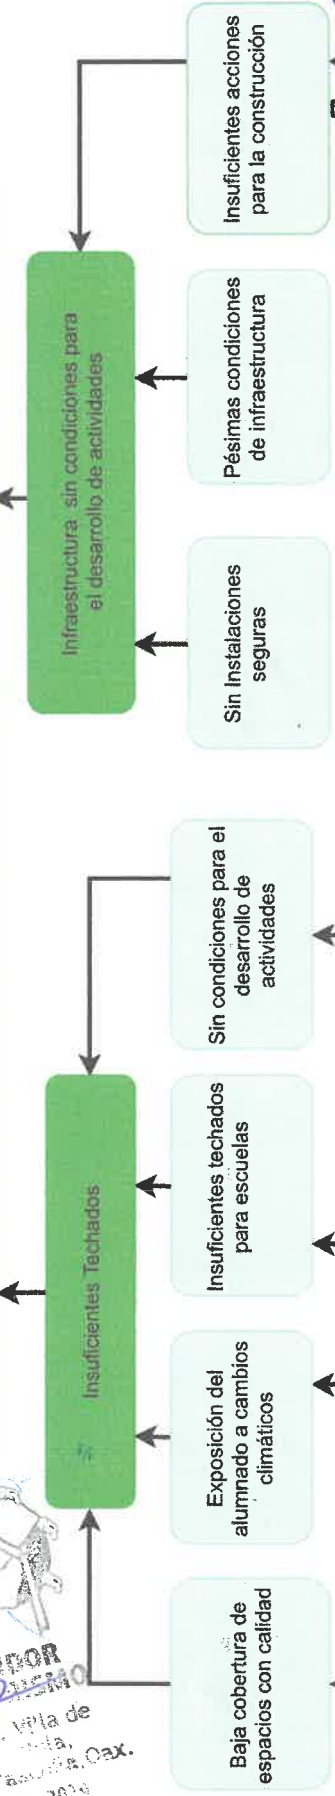 Infraestructura sin condiciones para
el desarrollo de actividades
Insuficientes acciones
para la construcción
Pésimas condiciones
de infraestructura
Sin Instalaciones
seguras
Insuficientes Techados
Sin condiciones para el
desarrollo de
actividades
Insuficientes techados
para escuelas
Exposición del
alumnado a cambios
climáticos
Baja cobertura de
espacios con calidad
Villa de
Oax.